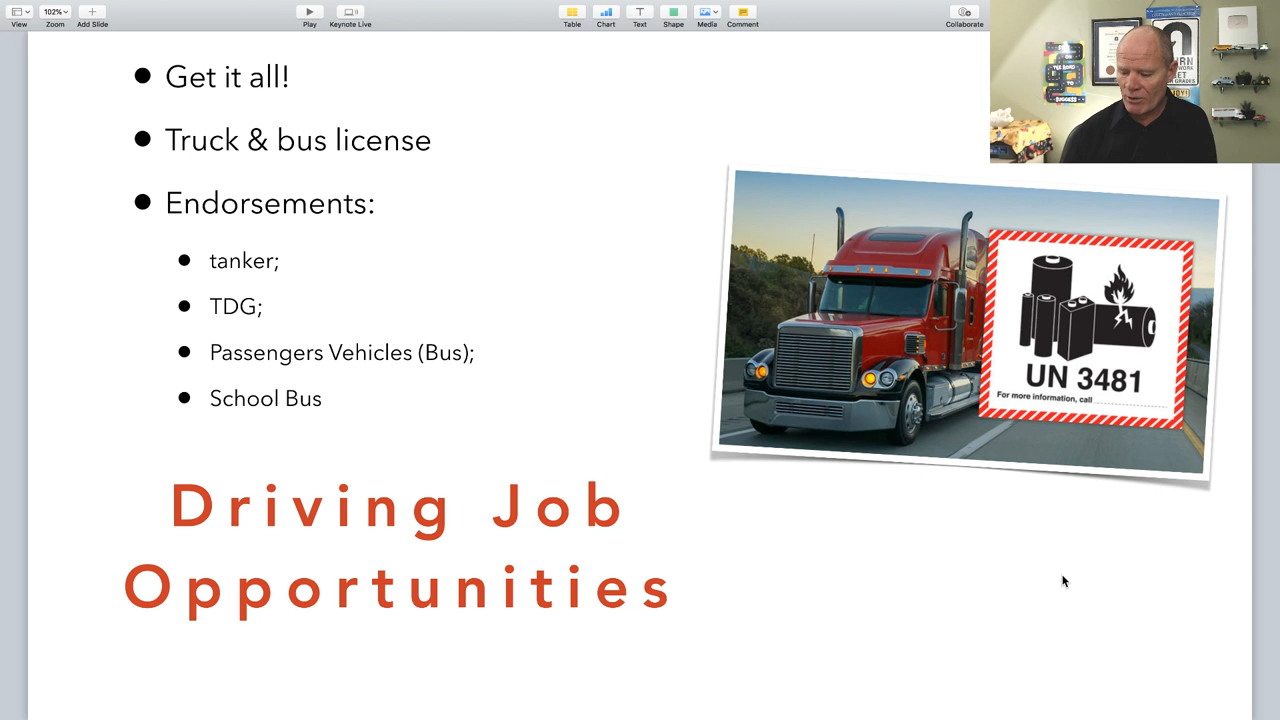 View
102%
Zoom
Add Slide
Play
Keynote Live
Table
Chart
Text
Shape
Media
Comment
Collaborate
Get it all!
Truck & bus license
Endorsements:
tanker;
TDG;
Passengers Vehicles (Bus);
School Bus
UN 3481
For more information, call
Driving Job
Opportunities